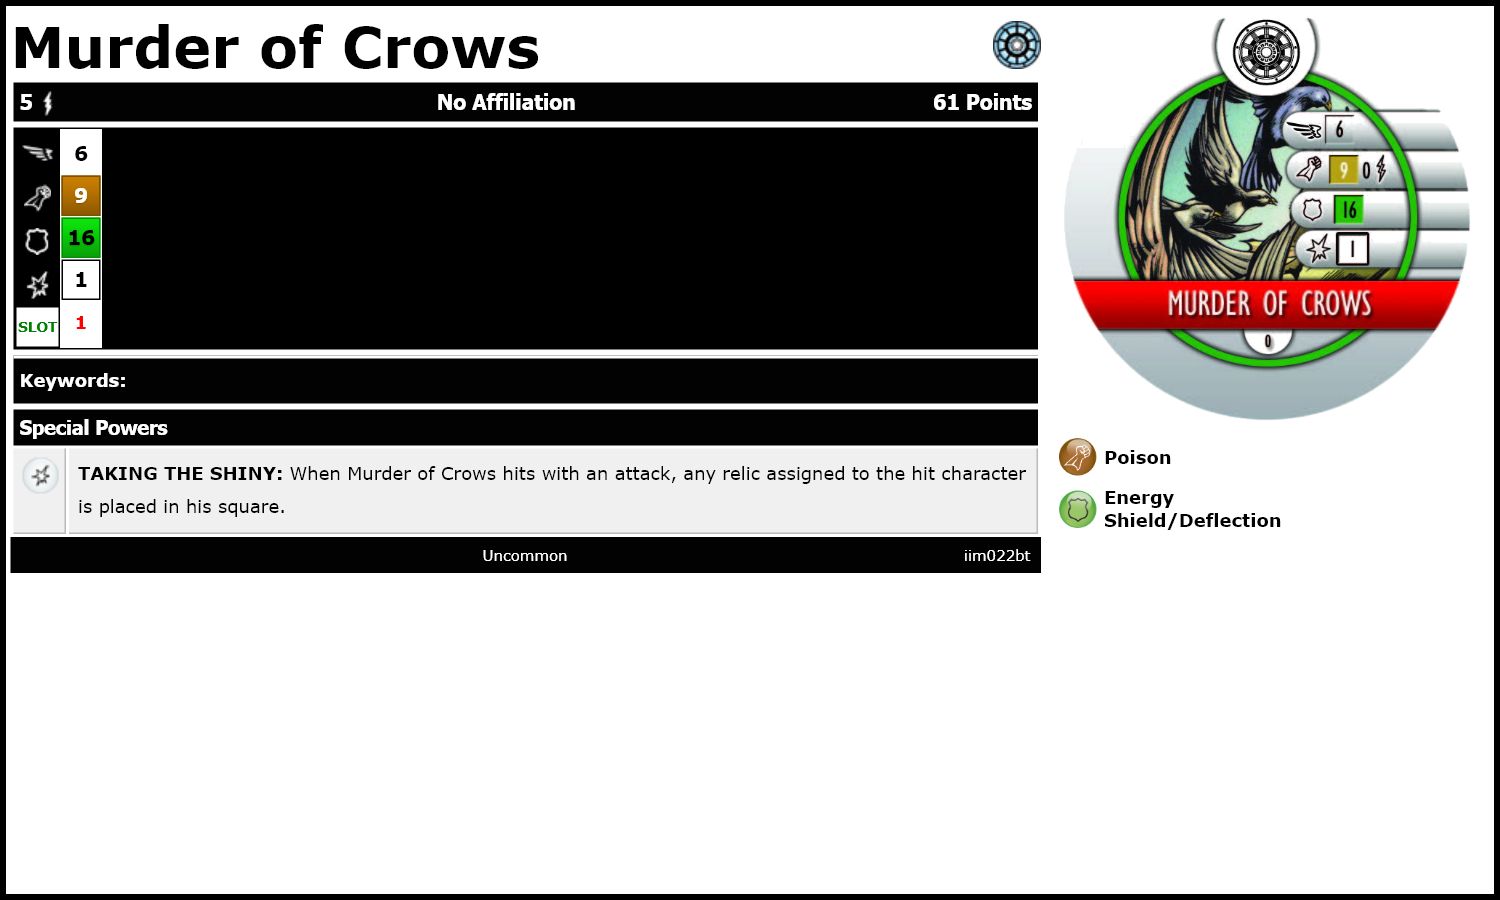 Murder of Crows
5 No Affiliation 61 Points
6
9
16
1
SLOT 1
Keywords:
Special Powers
TAKING THE SHINY: When Murder of Crows hits with an attack, any relic assigned to the hit character
is placed in his square.
Uncommon iim022bt
6
9 0
16
1
MURDER OF CROWS
0
Poison
Energy
Shield/Deflection